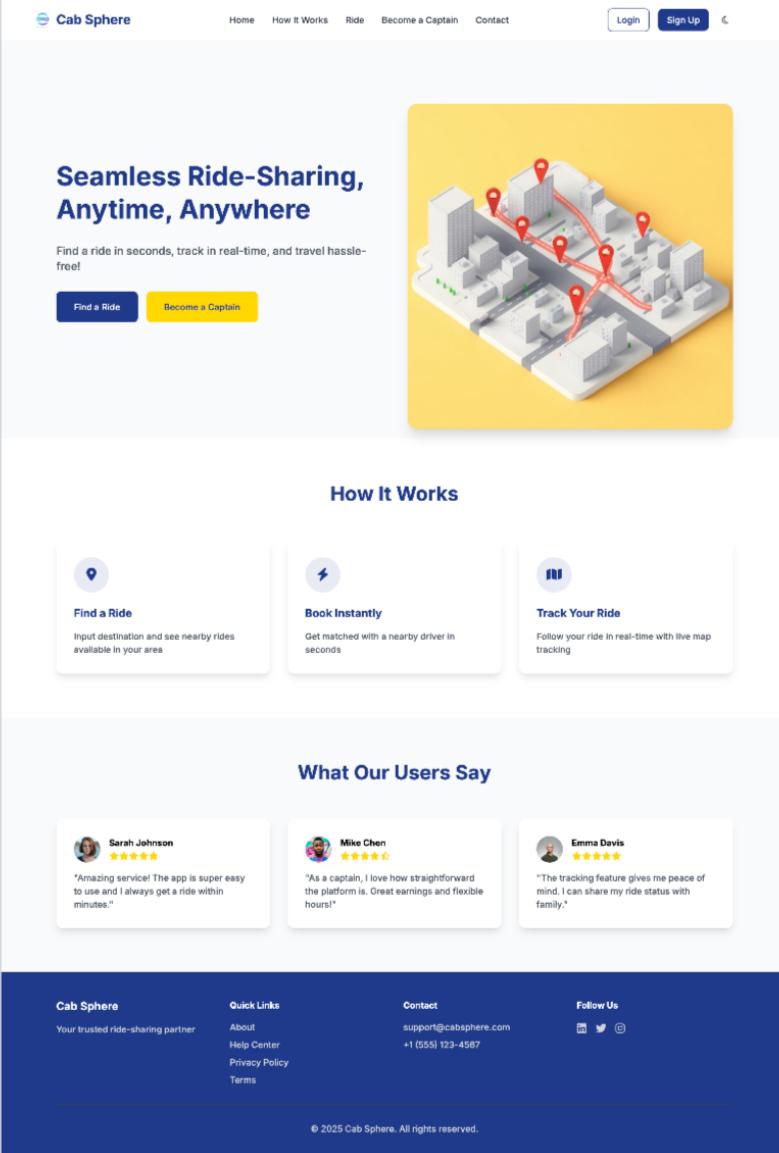 Cab Sphere
Home
How It Works
Ride
Become a Captain
Contact
Login
Sign Up
Seamless Ride-Sharing,
Anytime, Anywhere
Find a ride in seconds, track in real-time, and travel hassle-
free!
Find a Ride
Become a Captain
How It Works
Find a Ride
Input destination and see nearby rides
available in your area
Book Instantly
Get matched with a nearby driver in
seconds
Track Your Ride
Follow your ride in real-time with live map
tracking
What Our Users Say
Sarah Johnson
"Amazing service! The app is super easy
to use and I always get a ride within
minutes."
Mike Chen
"As a captain, I love how straightforward
the platform is. Great earnings and flexible
hours!"
Emma Davis
"The tracking feature gives me peace of
mind. I can share my ride status with
family."
Cab Sphere
Your trusted ride-sharing partner
Quick Links
About
Help Center
Privacy Policy
Terms
Contact
support@cabsphere.com
+1 (555) 123-4567
Follow Us
© 2025 Cab Sphere. All rights reserved.